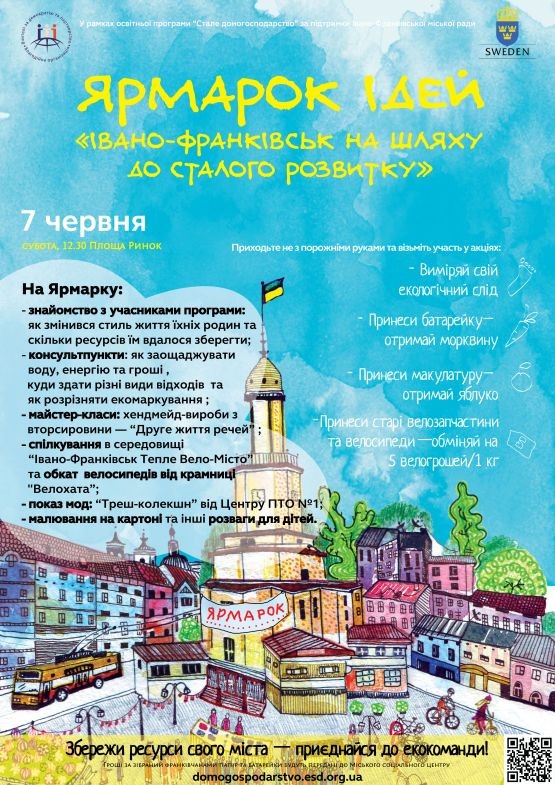 У рамках освітньої програми "Стале домогосподарство" за підтримки Івано-Франківської міської ради
SWEDEN
ЯРМАРОК ІДЕЙ
«ІВАНО-ФРАНКІВСЬК НА ШЛЯХУ
ДО СТАЛОГО РОЗВИТКУ»
7 червня
СУБОТА, 12.30 ПЛОЩА РИНОК
Приходьте не з порожніми руками та візьміть участь у акціях:
- Виміряй свій
екологічний слід
- Принеси батарейку—
отримай морквину
- Принеси макулатуру—
отримай яблуко
-Принеси старі велозапчастини
та велосипеди—обміняй на
5 велогрошей/1 кг
На Ярмарку:
- знайомство з учасниками програми:
як змінився стиль життя їхніх родин та
скільки ресурсів їм вдалося зберегти;
- консультпункти: як заощаджувати
воду, енергію та гроші ,
куди здати різні види відходів та
як розрізняти екомаркування ;
- майстер-класи: хендмейд-вироби з
вторсировини — "Друге життя речей" ;
- спілкування в середовищі
"Івано-Франківськ Тепле Вело-Місто"
та обкат велосипедів від крамниці
"Велохата";
- показ мод: "Треш-колекшн" від Центру ПТО №1;
- малювання на картоні та інші розваги для дітей.
ЯРМАРОК
Збережи ресурси свого міста — приєднайся до екокоманди!
ГРОШІ ЗА ЗІБРАНИЙ ФРАНКІВЧАНАМИ ПАПІР ТА БАТАРЕЙКИ БУДУТЬ ПЕРЕДАНІ ДО МІСЬКОГО СОЦІАЛЬНОГО ЦЕНТРУ
domogospodarstvo.esd.org.ua